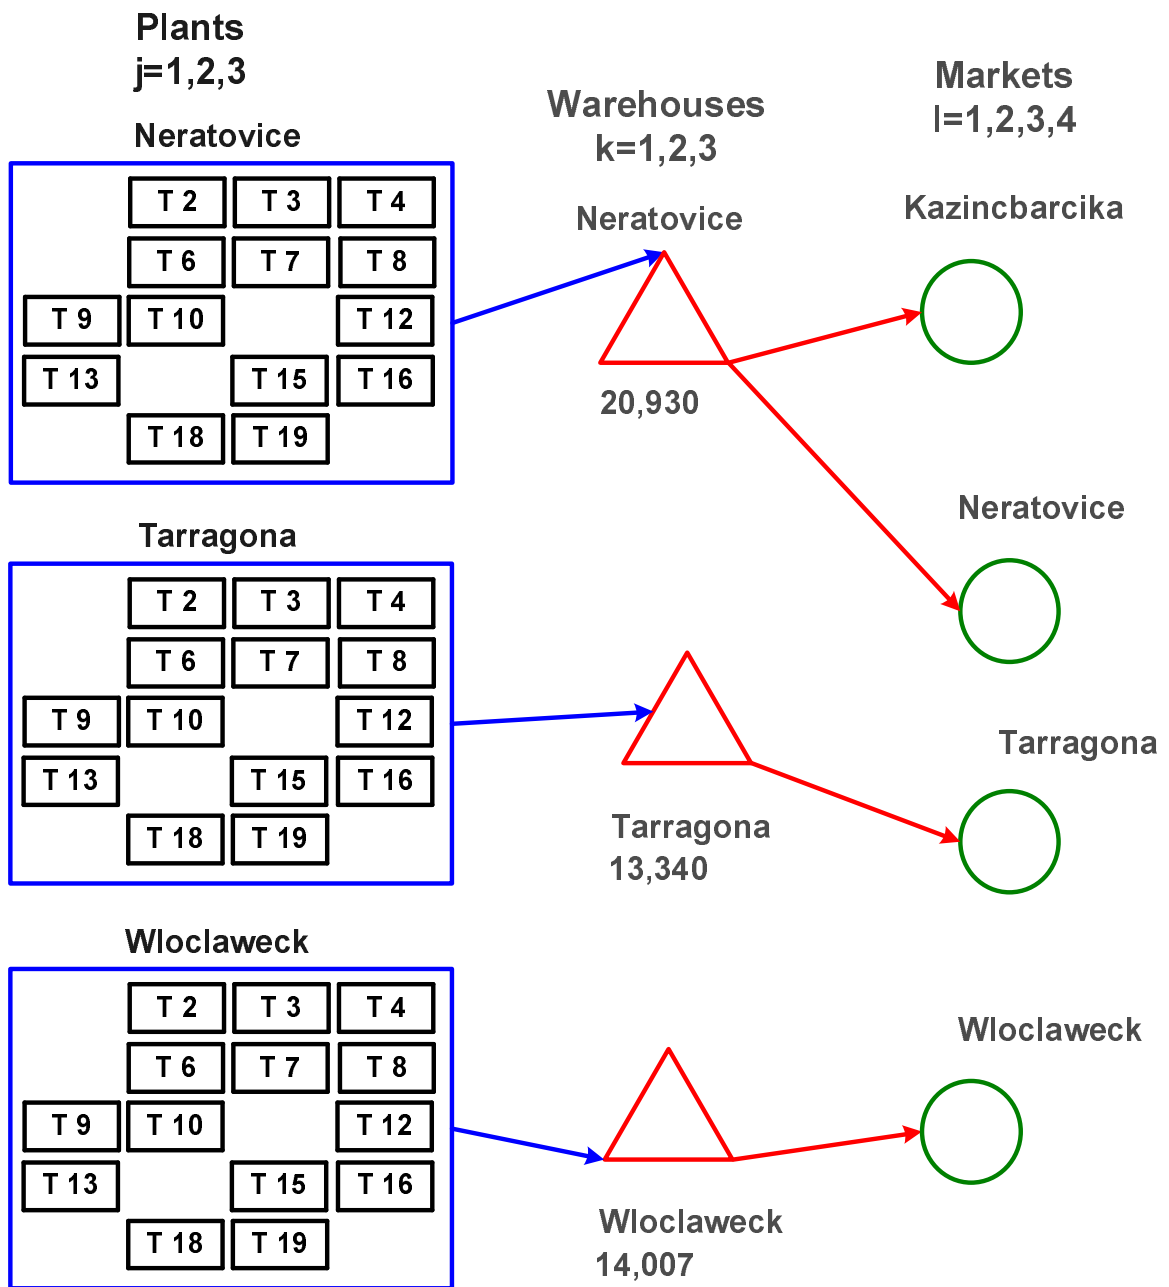 Plants
j=1,2,3
Warehouses
k=1,2,3
Markets
l=1,2,3,4
Neratovice
T 2 T 3 T 4
T 6 T 7 T 8
T 9 T 10 T 12
T 13 T 15 T 16
T 18 T 19
Neratovice
20,930
Kazincbarcika
Neratovice
Tarragona
T 2 T 3 T 4
T 6 T 7 T 8
T 9 T 10 T 12
T 13 T 15 T 16
T 18 T 19
Tarragona
13,340
Tarragona
Wloclaweck
T 2 T 3 T 4
T 6 T 7 T 8
T 9 T 10 T 12
T 13 T 15 T 16
T 18 T 19
Wloclaweck
14,007
Wloclaweck